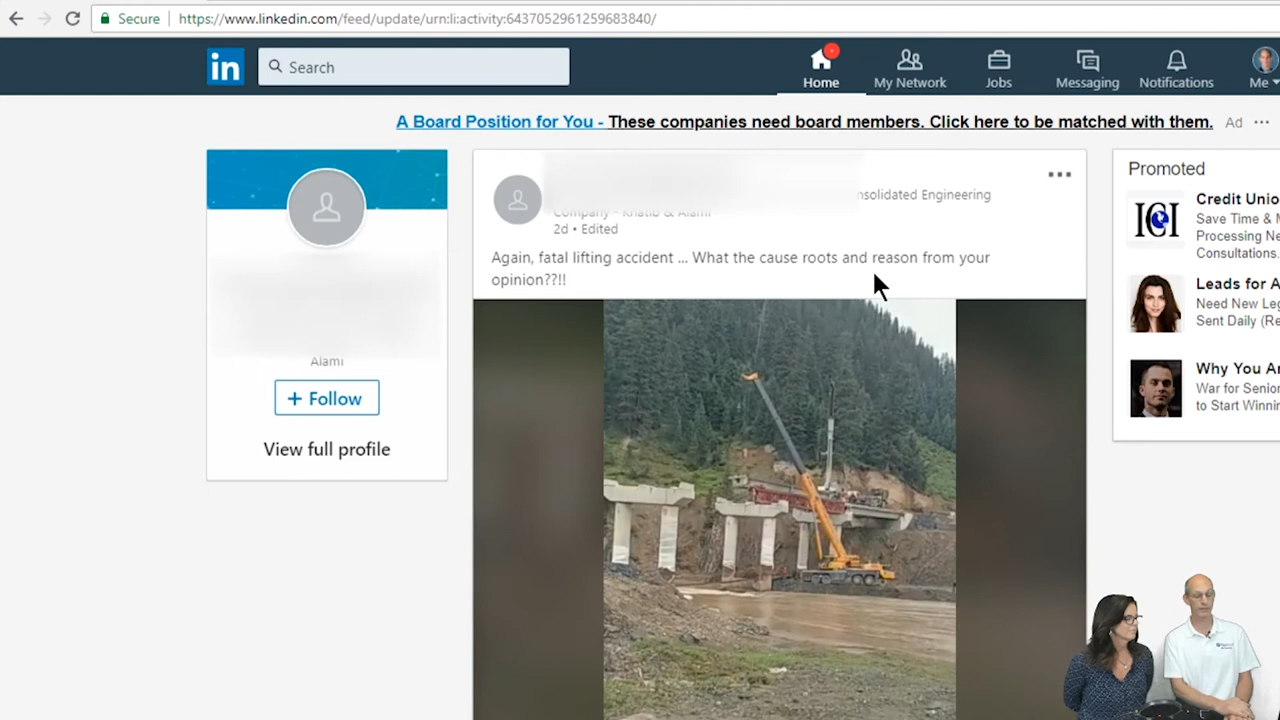 Secure
https://www.linkedin.com/feed/update/urn:li:activity:6437052961259683840/
in
Search
Home
My Network
Jobs
Messaging
Notifications
Me
A Board Position for You - These companies need board members. Click here to be matched with them.
Ad
Alami
+ Follow
View full profile
nsolidated Engineering
Company - Khatib & Alami
2d • Edited
Again, fatal lifting accident ... What the cause roots and reason from your
opinion??!!
Promoted
ICI
Credit Unio
Save Time & M
Processing Ne
Consultations.
Leads for A
Need New Leg
Sent Daily (Re
Why You Ar
War for Senior
to Start Winnin